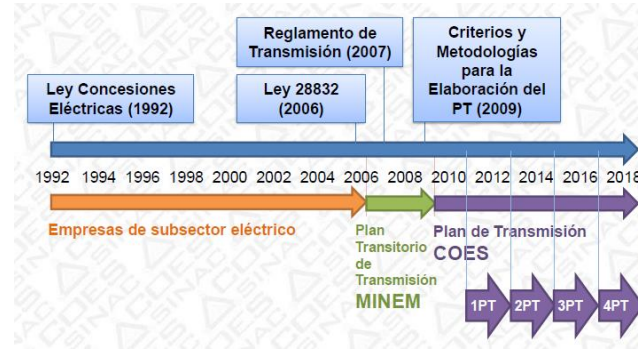 Reglamento de
Transmisión (2007)
Criterios y
Metodologías
para la
Elaboración del
PT (2009)
Ley Concesiones
Eléctricas (1992)
Ley 28832
(2006)
1992 1994 1996 1998 2000 2002 2004 2006 2008 2010 2012 2014 2016 2018
Empresas de subsector eléctrico
Plan
Transitorio
de
Transmisión
MINEM
Plan de Transmisión
COES
1PT 2PT 3PT 4PT